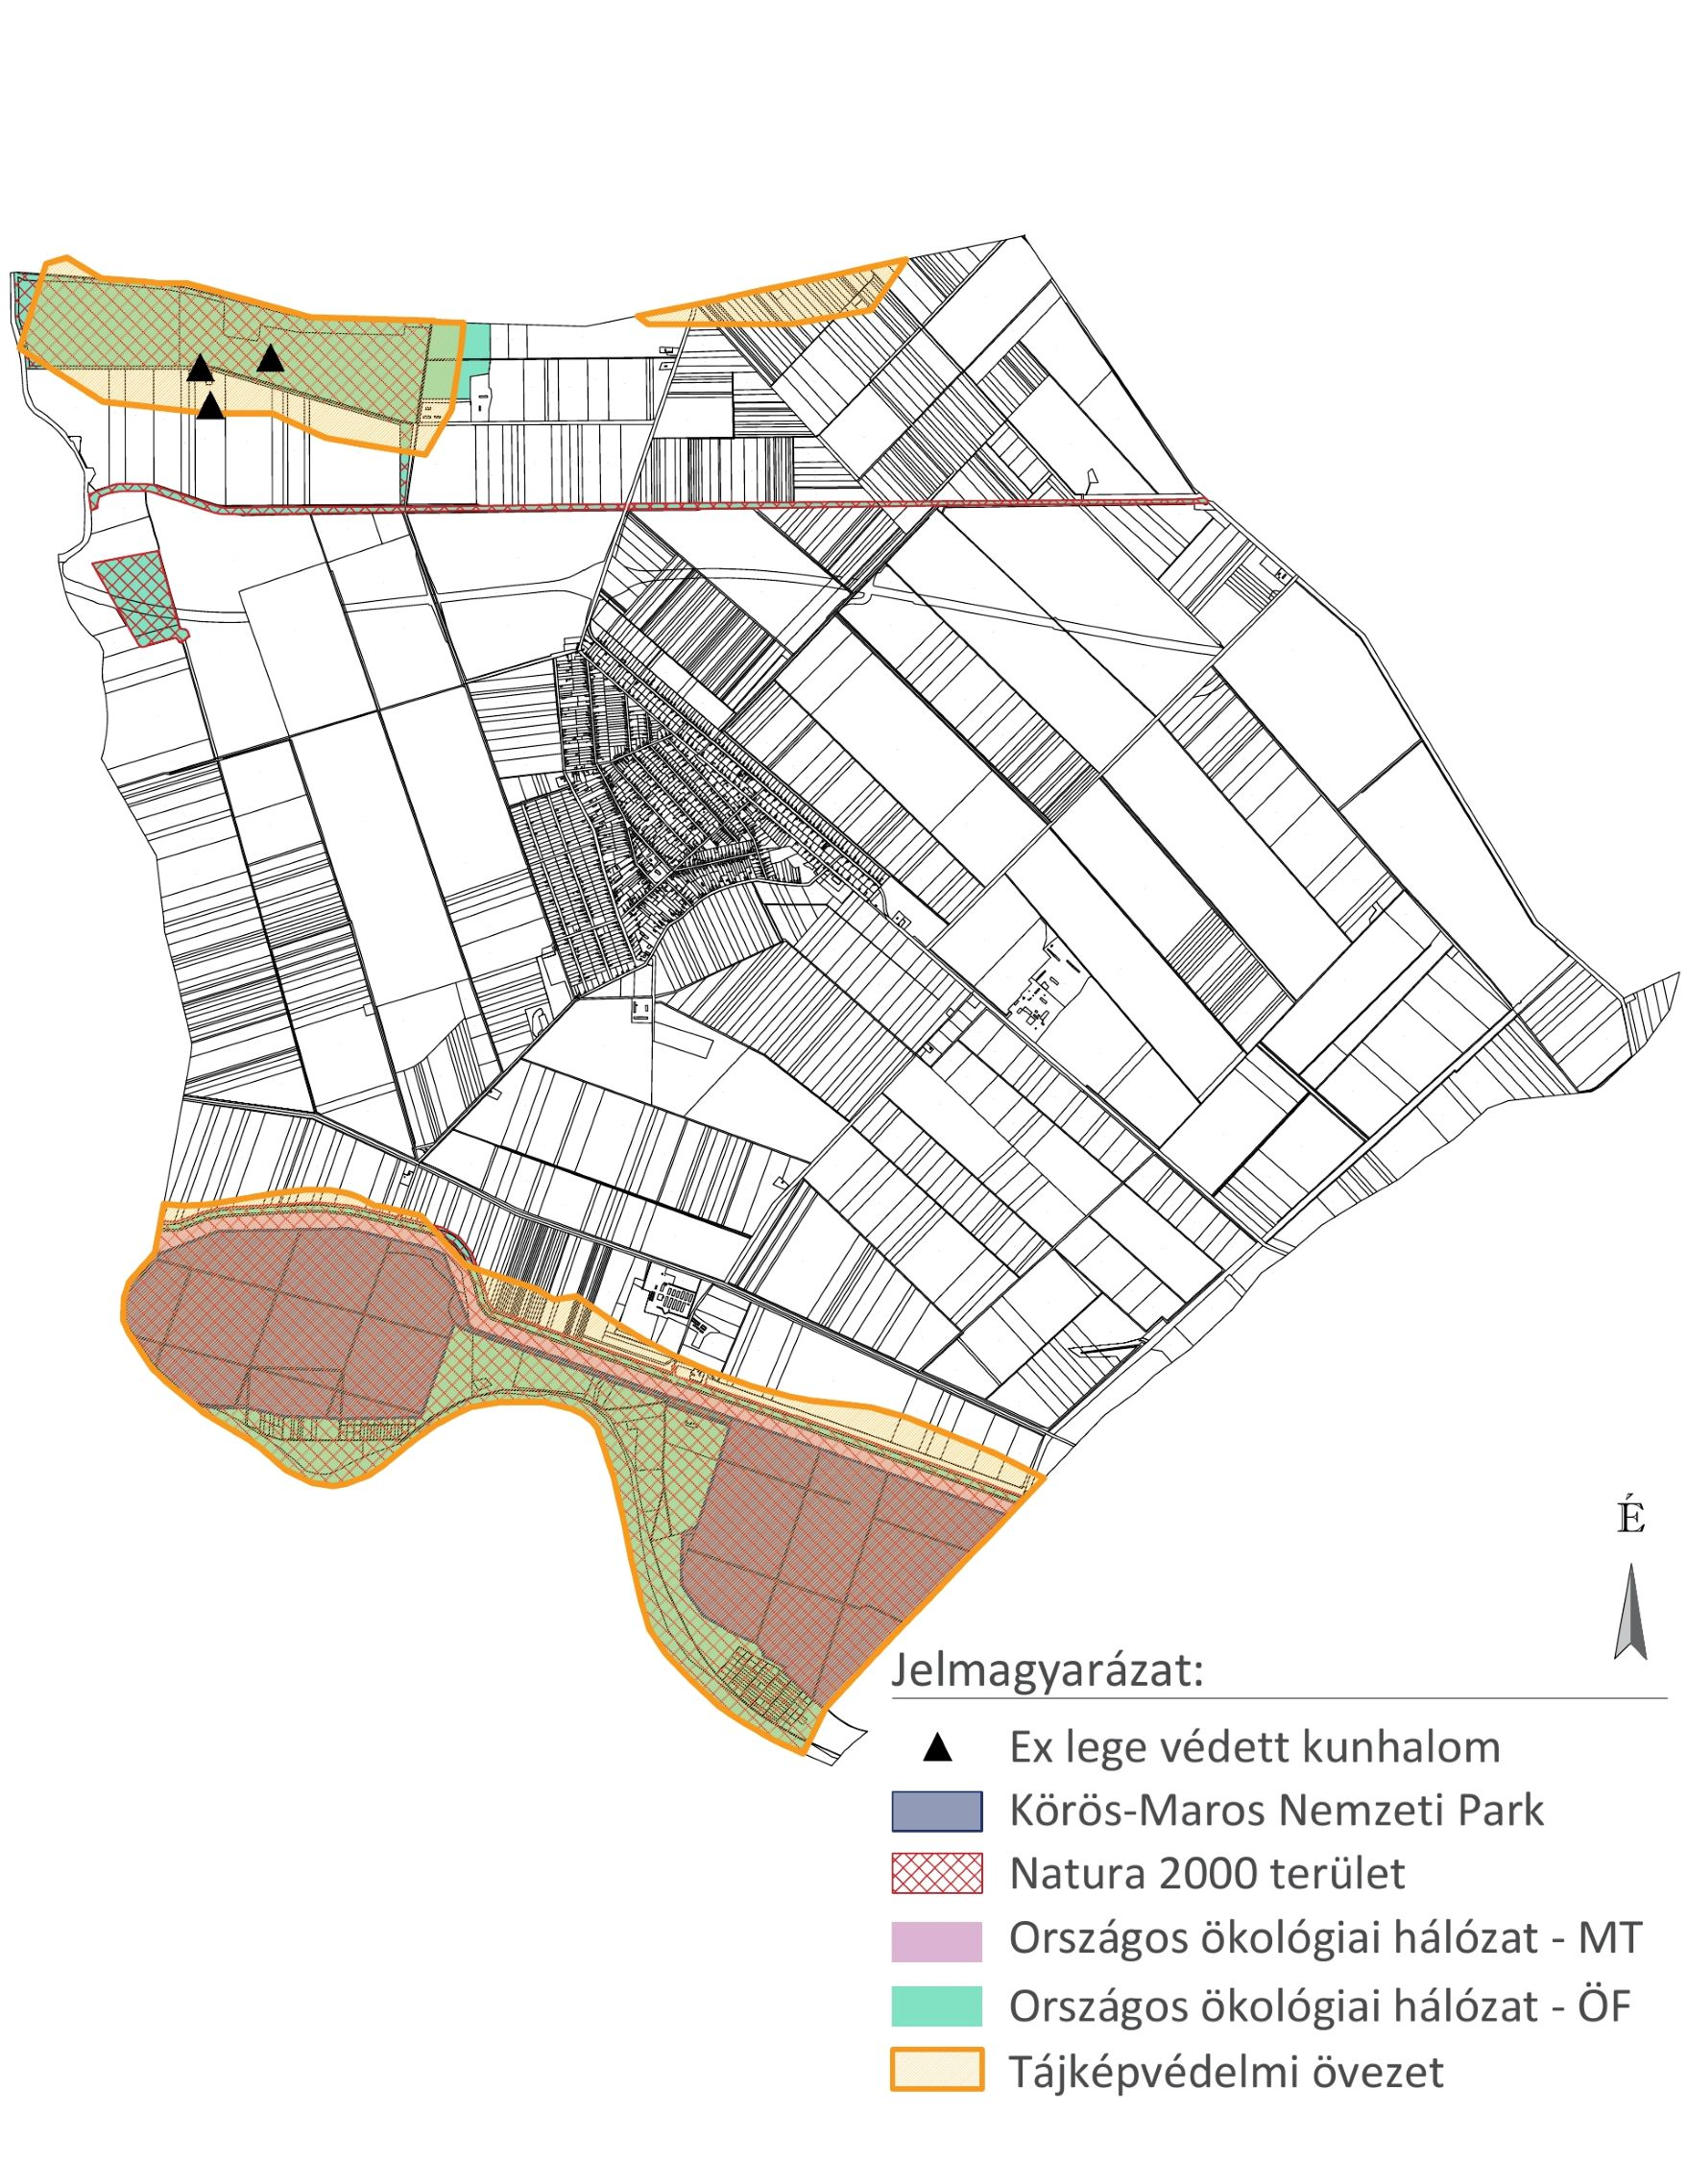 É
Jelmagyarázat:
Ex lege védett kunhalom
Körös-Maros Nemzeti Park
Natura 2000 terület
Országos ökológiai hálózat - MT
Országos ökológiai hálózat - ÖF
Tájképvédelmi övezet